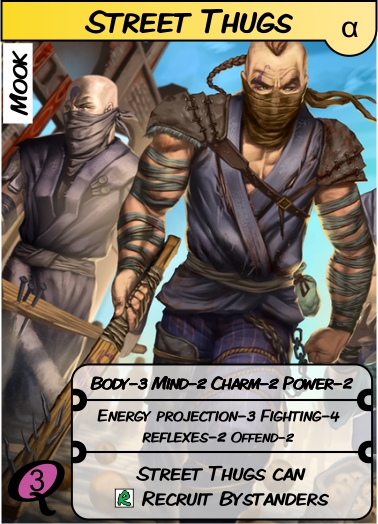 Street Thugs
α
Mook
Body-3 Mind-2 Charm-2 Power-2
Energy projection-3 Fighting-4
reflexes-2 Offend-2
3
Street Thugs can
R Recruit Bystanders